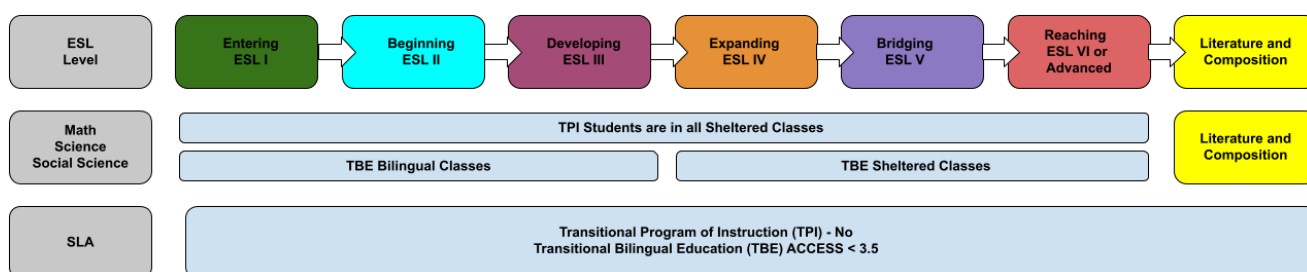 ESL
Level
Entering
ESL I
Beginning
ESL II
Developing
ESL III
Expanding
ESL IV
Bridging
ESL V
Reaching
ESL VI or
Advanced
Literature and
Composition
Math
Science
Social Science
TPI Students are in all Sheltered Classes
TBE Bilingual Classes
TBE Sheltered Classes
Literature and
Composition
SLA
Transitional Program of Instruction (TPI) - No
Transitional Bilingual Education (TBE) ACCESS < 3.5